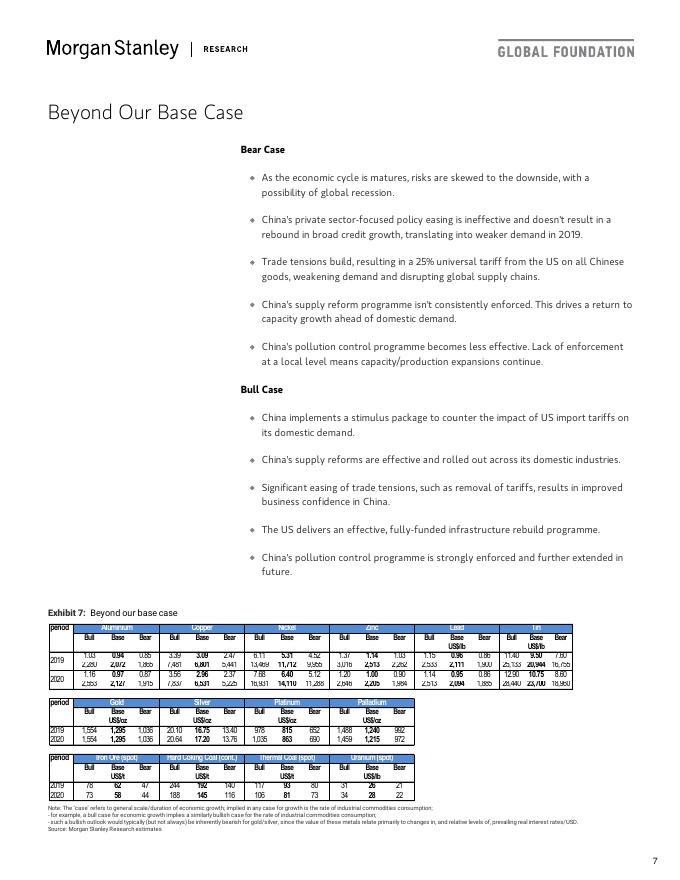 Morgan Stanley | RESEARCH
GLOBAL FOUNDATION
Beyond Our Base Case
Bear Case
As the economic cycle is matures, risks are skewed to the downside, with a
possibility of global recession.
China's private sector-focused policy easing is ineffective and doesn't result in a
rebound in broad credit growth, translating into weaker demand in 2019.
Trade tensions build, resulting in a 25% universal tariff from the US on all Chinese
goods, weakening demand and disrupting global supply chains.
China's supply reform programme isn't consistently enforced. This drives a return to
capacity growth ahead of domestic demand.
China's pollution control programme becomes less effective. Lack of enforcement
at a local level means capacity/production expansions continue.
Bull Case
China implements a stimulus package to counter the impact of US import tariffs on
its domestic demand.
China's supply reforms are effective and rolled out across its domestic industries.
Significant easing of trade tensions, such as removal of tariffs, results in improved
business confidence in China.
The US delivers an effective, fully-funded infrastructure rebuild programme.
China's pollution control programme is strongly enforced and further extended in
future.
Exhibit 7: Beyond our base case
period Aluminium Copper Nickel Zinc Lead Tin
Bull Base Bear Bull Base Bear Bull Base Bear Bull Base Bear Bull Base Bear Bull Base Bear
US$/lb US$/lb
2019 1.03 0.94 0.85 3.39 3.09 2.47 6.11 5.31 4.52 1.37 1.14 1.03 1.15 0.96 0.86 11.40 9.50 7.60
2,280 2,072 1,865 7,481 6,801 5,441 13,469 11,712 9,955 3,016 2,513 2,262 2,533 2,111 1,900 25,133 20,944 16,755
2020 1.16 0.97 0.87 3.56 2.96 2.37 7.68 6.40 5.12 1.20 1.00 0.90 1.14 0.95 0.86 12.90 10.75 8.60
2,553 2,127 1,915 7,837 6,531 5,225 16,931 14,110 11,288 2,646 2,205 1,984 2,513 2,094 1,885 28,440 23,700 18,960
period Gold Silver Platinum Palladium
Bull Base Bear Bull Base Bear Bull Base Bear Bull Base Bear
US$/oz US$/oz US$/oz US$/oz
2019 1,554 1,295 1,036 20.10 16.75 13.40 978 815 652 1,488 1,240 992
2020 1,554 1,295 1,036 20.64 17.20 13.76 1,035 863 690 1,459 1,215 972
period Iron Ore (spot) Hard Coking Coal (cont.) Thermal Coal (spot) Uranium (spot)
Bull Base Bear Bull Base Bear Bull Base Bear Bull Base Bear
US$/t US$/t US$/t US$/lb
2019 78 62 47 244 192 140 117 93 80 31 26 21
2020 73 58 44 188 145 116 106 81 73 34 28 22
Note: The 'case' refers to general scale/duration of economic growth; implied in any case for growth is the rate of industrial commodities consumption;
- for example, a bull case for economic growth implies a similarly bullish case for the rate of industrial commodities consumption;
- such a bullish outlook would typically (but not always) be inherently bearish for gold/silver, since the value of these metals relate primarily to changes in, and relative levels of, prevailing real interest rates/USD.
Source: Morgan Stanley Research estimates
7